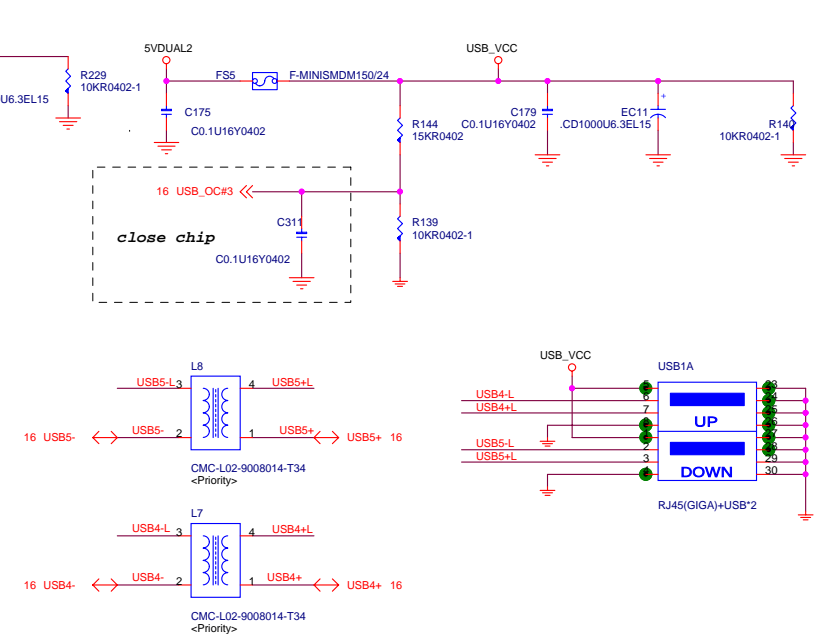 5VDUAL2
USB_VCC
R229
10KR0402-1
U6.3EL15
FS5
F-MINISMDM150/24
C175
C0.1U16Y0402
R144
15KR0402
C179
C0.1U16Y0402
EC11
+
.CD1000U6.3EL15
R140
10KR0402-1
16 USB_OC#3
close chip
C311
C0.1U16Y0402
R139
10KR0402-1
L8
USB5-L 3
4 USB5+L
16 USB5-
USB5- 2
1 USB5+
USB5+ 16
CMC-L02-9008014-T34
<Priority>
L7
USB4-L 3
4 USB4+L
16 USB4-
USB4- 2
1 USB4+
USB4+ 16
CMC-L02-9008014-T34
<Priority>
USB_VCC
USB1A
USB4-L 6
USB4+L 7
UP
USB5-L 2
USB5+L 3
29
DOWN
30
RJ45(GIGA)+USB*2